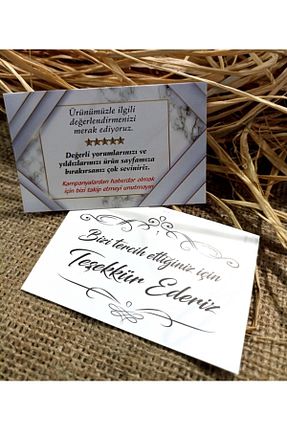 Ürünümüzle ilgili
değerlendirmenizi
merak ediyoruz.
Değerli yorumlarınızı ve
yıldızlarınızı ürün sayfamıza
bırakırsanız çok seviniriz.
Kampanyalardan haberdar olmak
için bizi takip etmeyi unutmayın
Bizi tercih ettiğiniz için
Teşekkür Ederiz